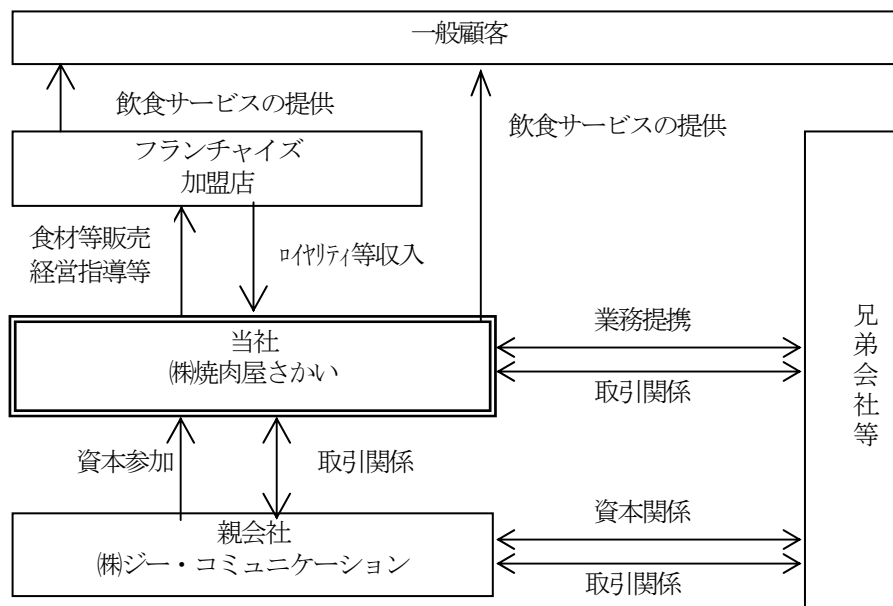 一般顧客
飲食サービスの提供
飲食サービスの提供
フランチャイズ
加盟店
食材等販売
経営指導等
ﾛｲﾔﾘﾃｨ等収入
当社
㈱焼肉屋さかい
業務提携
取引関係
兄弟会社等
資本参加
取引関係
親会社
㈱ジー・コミュニケーション
資本関係
取引関係